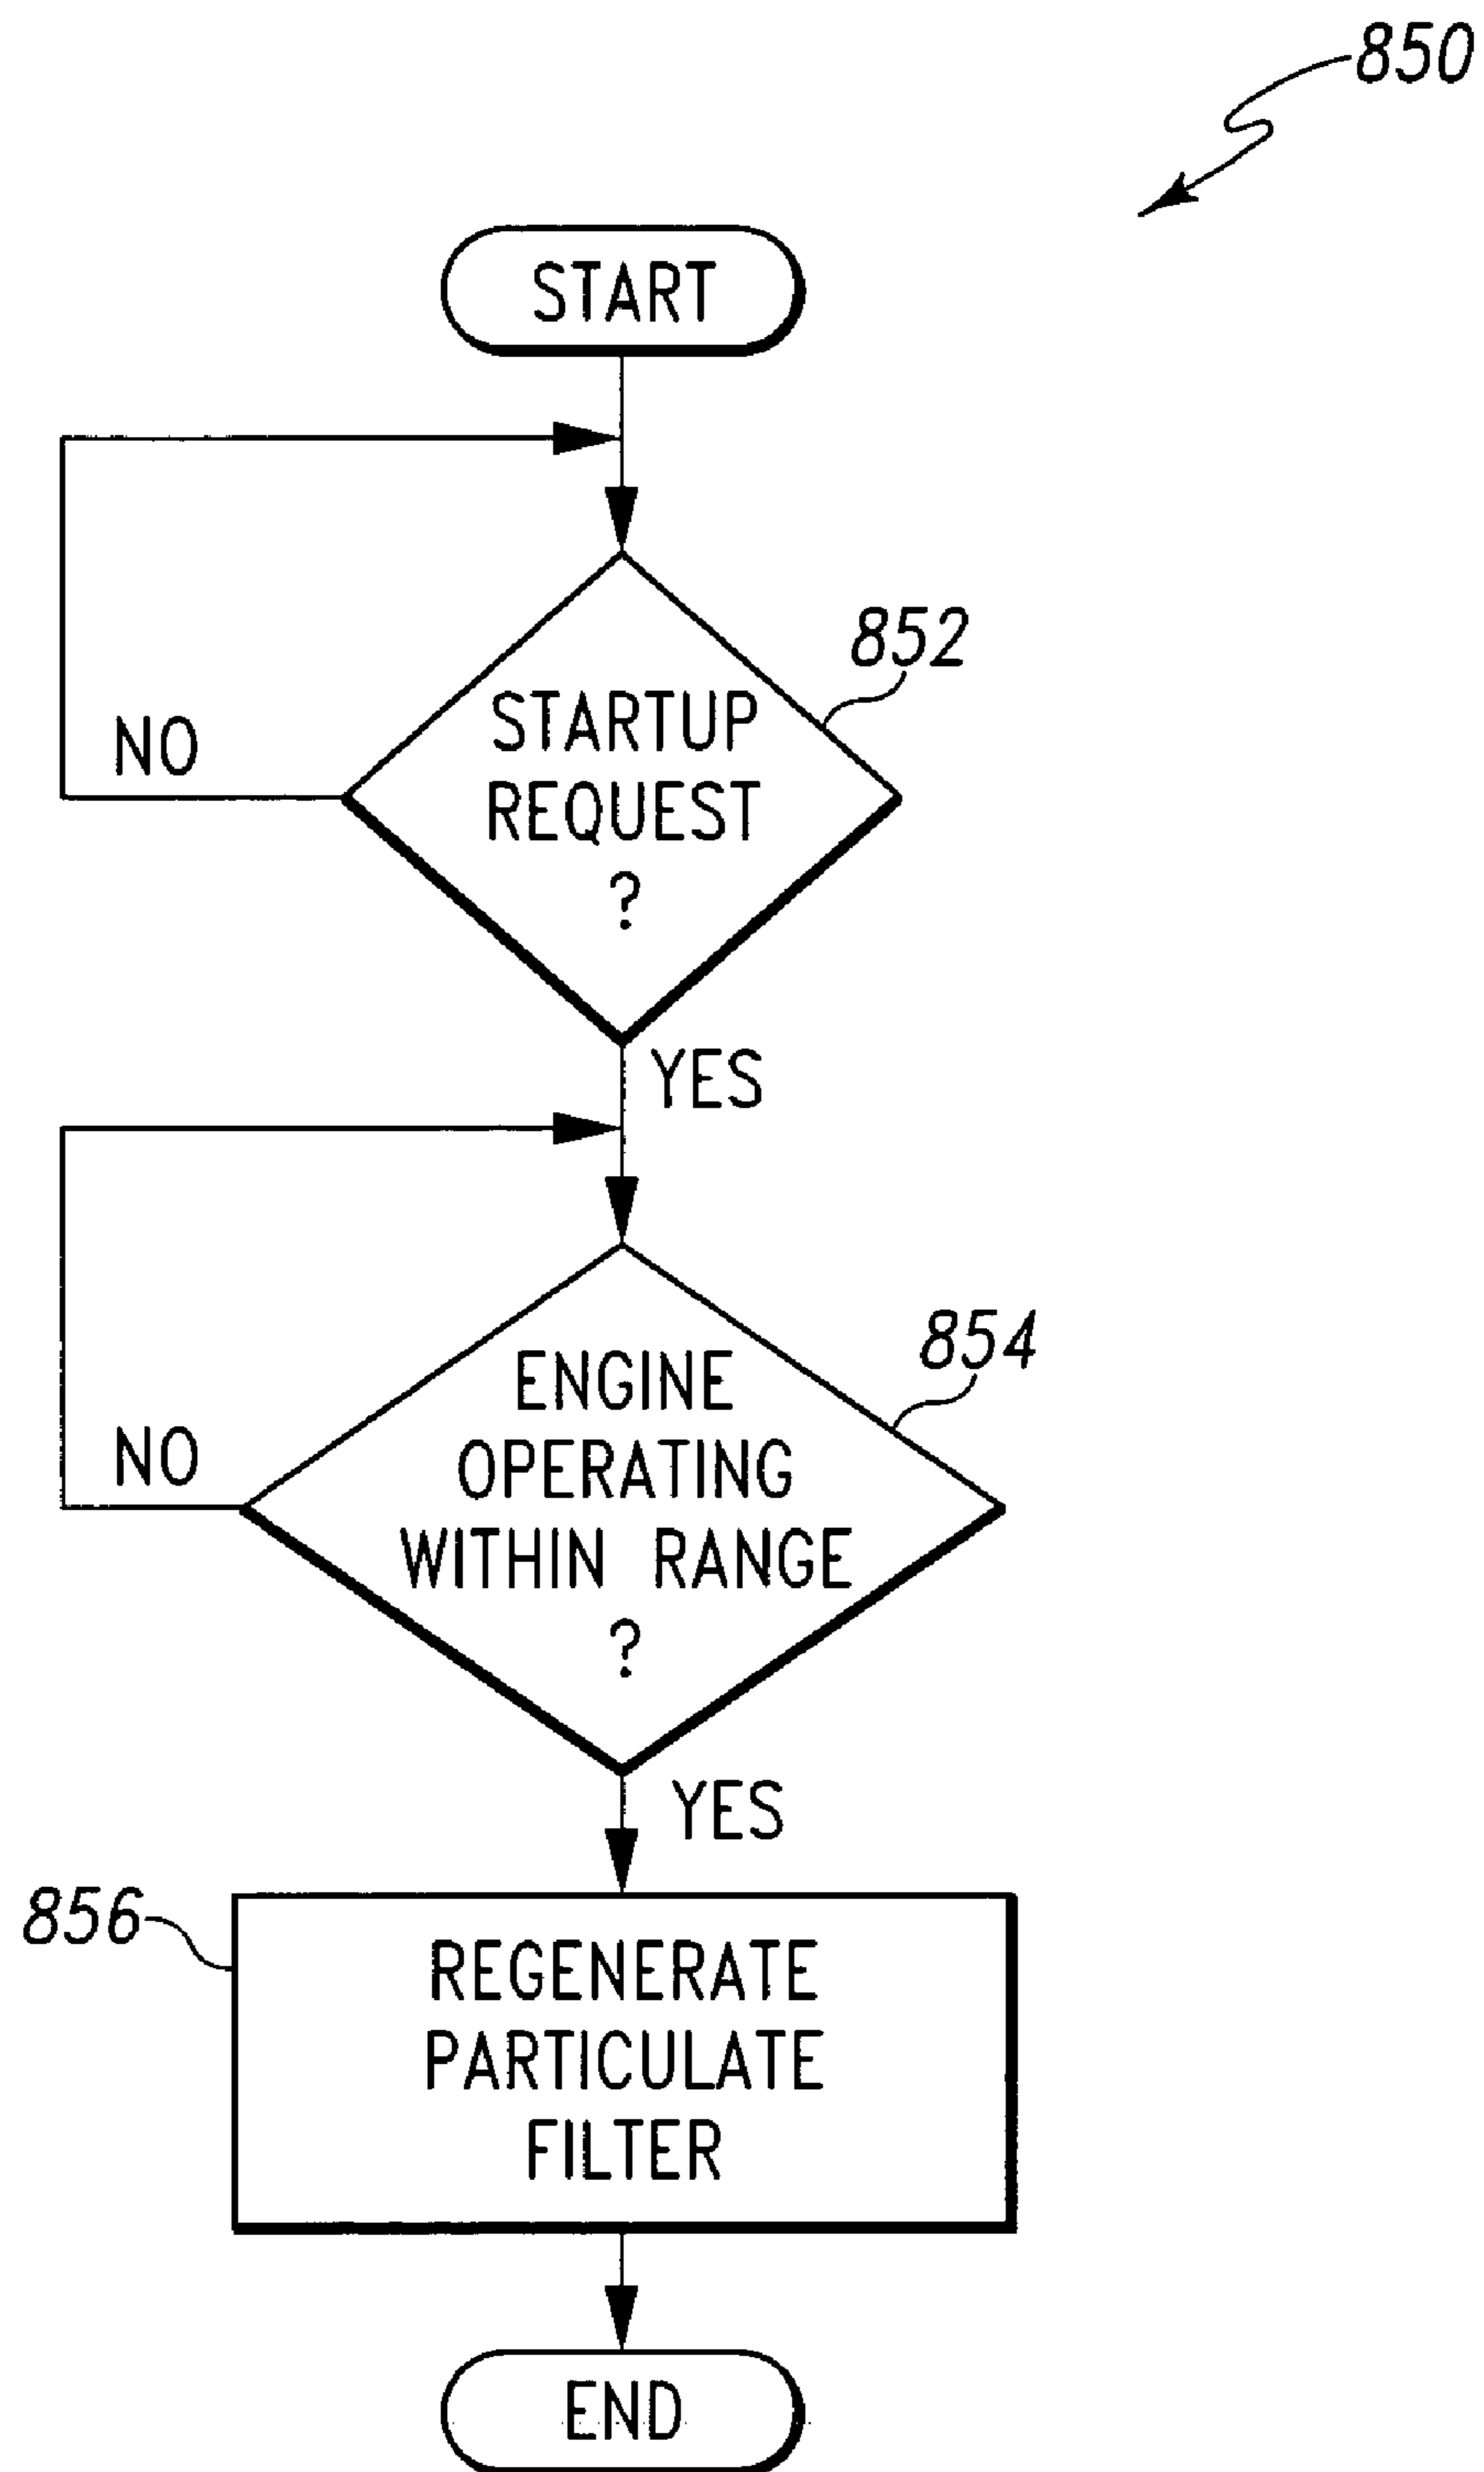 850
START
852
STARTUP
REQUEST
?
NO
YES
854
ENGINE
OPERATING
WITHIN RANGE
?
NO
YES
856
REGENERATE
PARTICULATE
FILTER
END